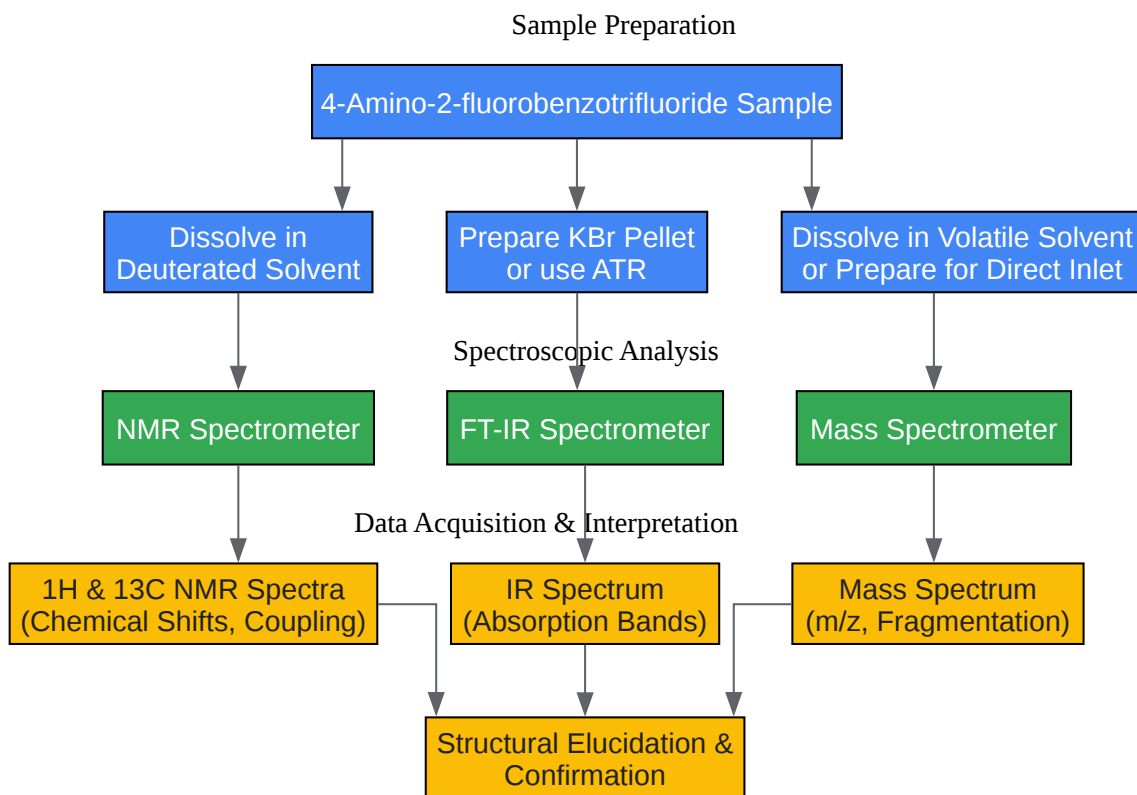 Sample Preparation
4-Amino-2-fluorobenzotrifluoride Sample
Dissolve in
Deuterated Solvent
Prepare KBr Pellet
or use ATR
Dissolve in Volatile Solvent
or Prepare for Direct Inlet
Spectroscopic Analysis
NMR Spectrometer
FT-IR Spectrometer
Mass Spectrometer
Data Acquisition & Interpretation
1H & 13C NMR Spectra
(Chemical Shifts, Coupling)
IR Spectrum
(Absorption Bands)
Mass Spectrum
(m/z, Fragmentation)
Structural Elucidation &
Confirmation